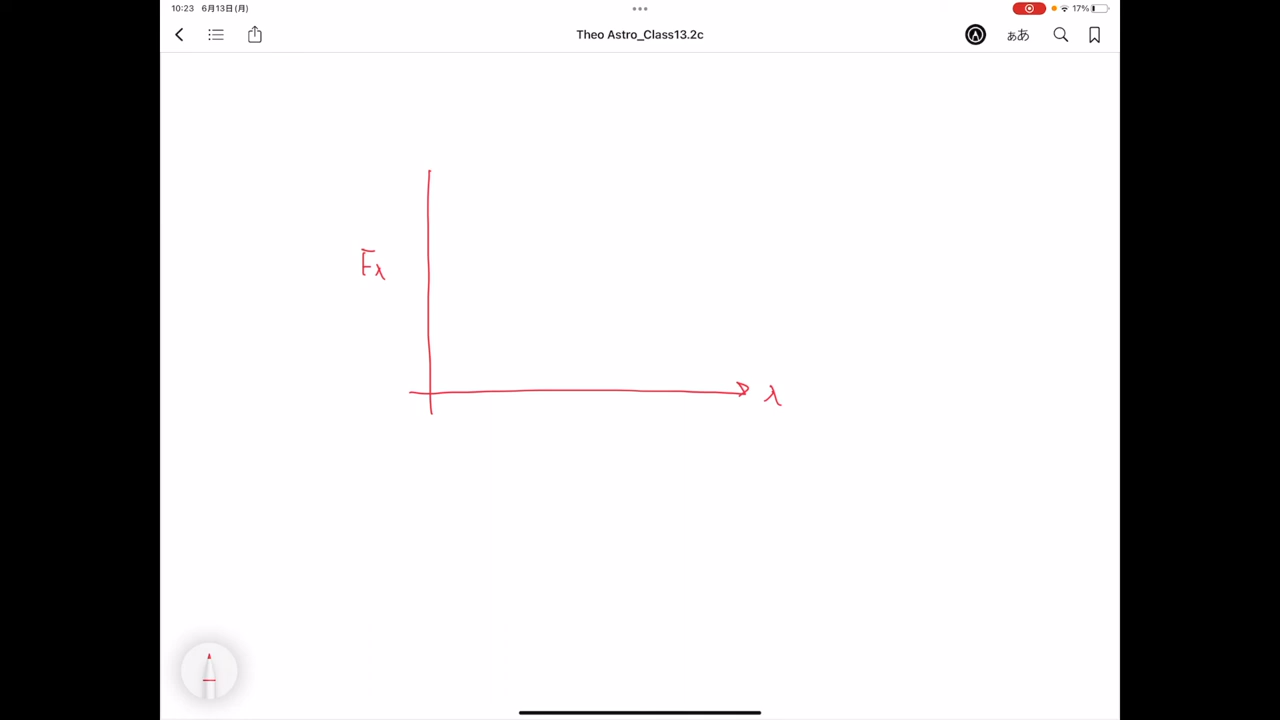 10:23 6月13日(月)
17%
Theo Astro_Class13.2c
ぁあ
Fλ
λ